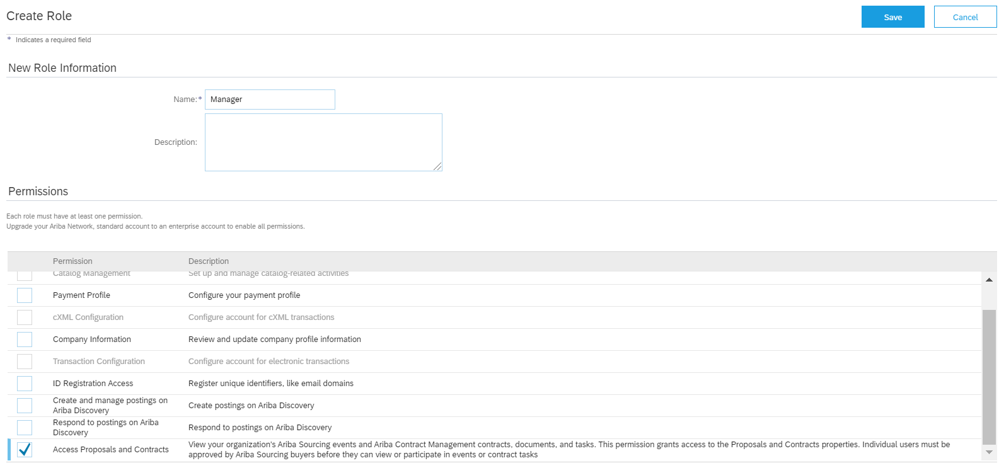 Create Role
Save
Cancel
* Indicates a required field
New Role Information
Name:* Manager
Description:
Permissions
Each role must have at least one permission.
Upgrade your Ariba Network, standard account to an enterprise account to enable all permissions.
Permission Description
Catalog Management Set up and manage catalog-related activities
Payment Profile Configure your payment profile
cXML Configuration Configure account for cXML transactions
Company Information Review and update company profile information
Transaction Configuration Configure account for electronic transactions
ID Registration Access Register unique identifiers, like email domains
Create and manage postings on
Ariba Discovery
Create postings on Ariba Discovery
Respond to postings on Ariba
Discovery
Respond to postings on Ariba Discovery
Access Proposals and Contracts
View your organization's Ariba Sourcing events and Ariba Contract Management contracts, documents, and tasks. This permission grants access to the Proposals and Contracts properties. Individual users must be
approved by Ariba Sourcing buyers before they can view or participate in events or contract tasks